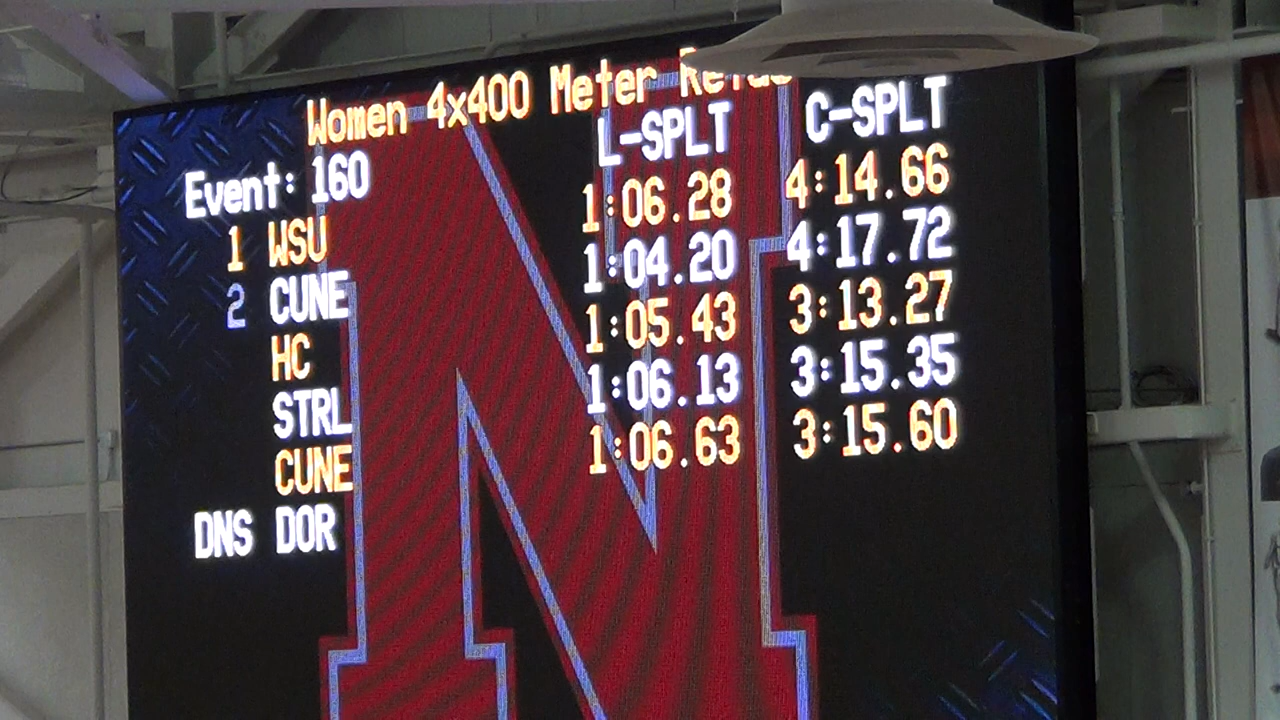 Women 4x400 Meter Relay
L-SPLT C-SPLT
Event: 160
1 WSU 1:06.28 4:14.66
2 CUNE 1:04.20 4:17.72
HC 1:05.43 3:13.27
STRL 1:06.13 3:15.35
CUNE 1:06.63 3:15.60
DNS DOR
N